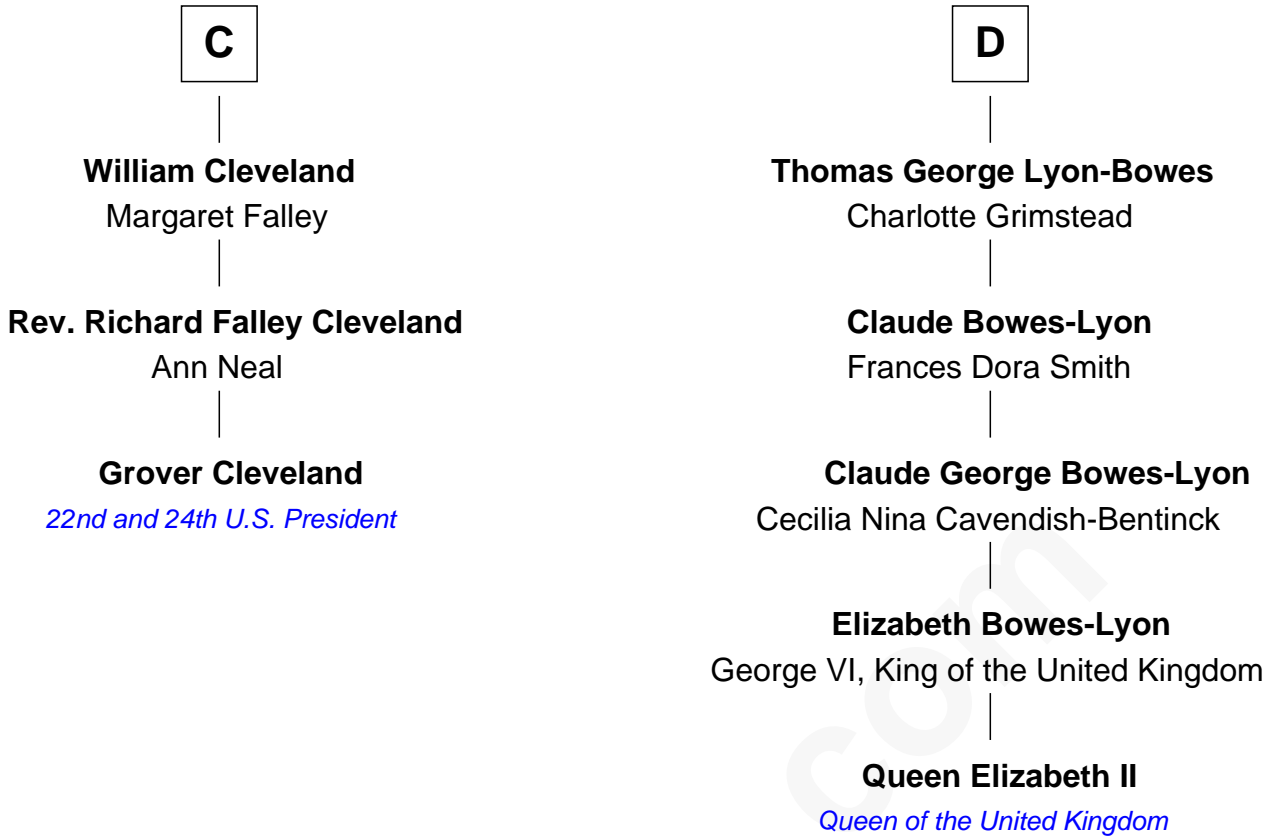 C
William Cleveland
Margaret Falley
Rev. Richard Falley Cleveland
Ann Neal
Grover Cleveland
22nd and 24th U.S. President
D
Thomas George Lyon-Bowes
Charlotte Grimstead
Claude Bowes-Lyon
Frances Dora Smith
Claude George Bowes-Lyon
Cecilia Nina Cavendish-Bentinck
Elizabeth Bowes-Lyon
George VI, King of the United Kingdom
Queen Elizabeth II
Queen of the United Kingdom
com